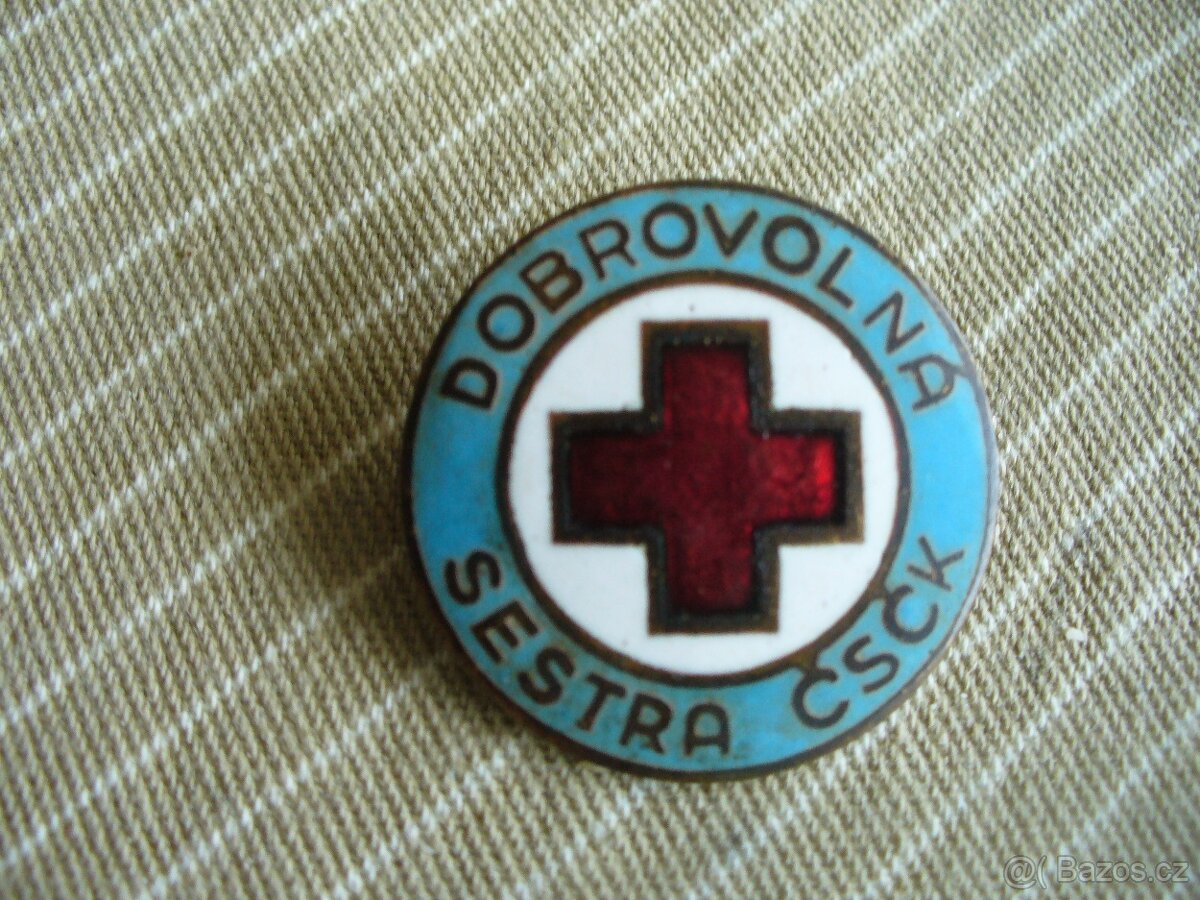 DOBROVOLNÁ
SESTRA ČSČK
@( Bazos.cz